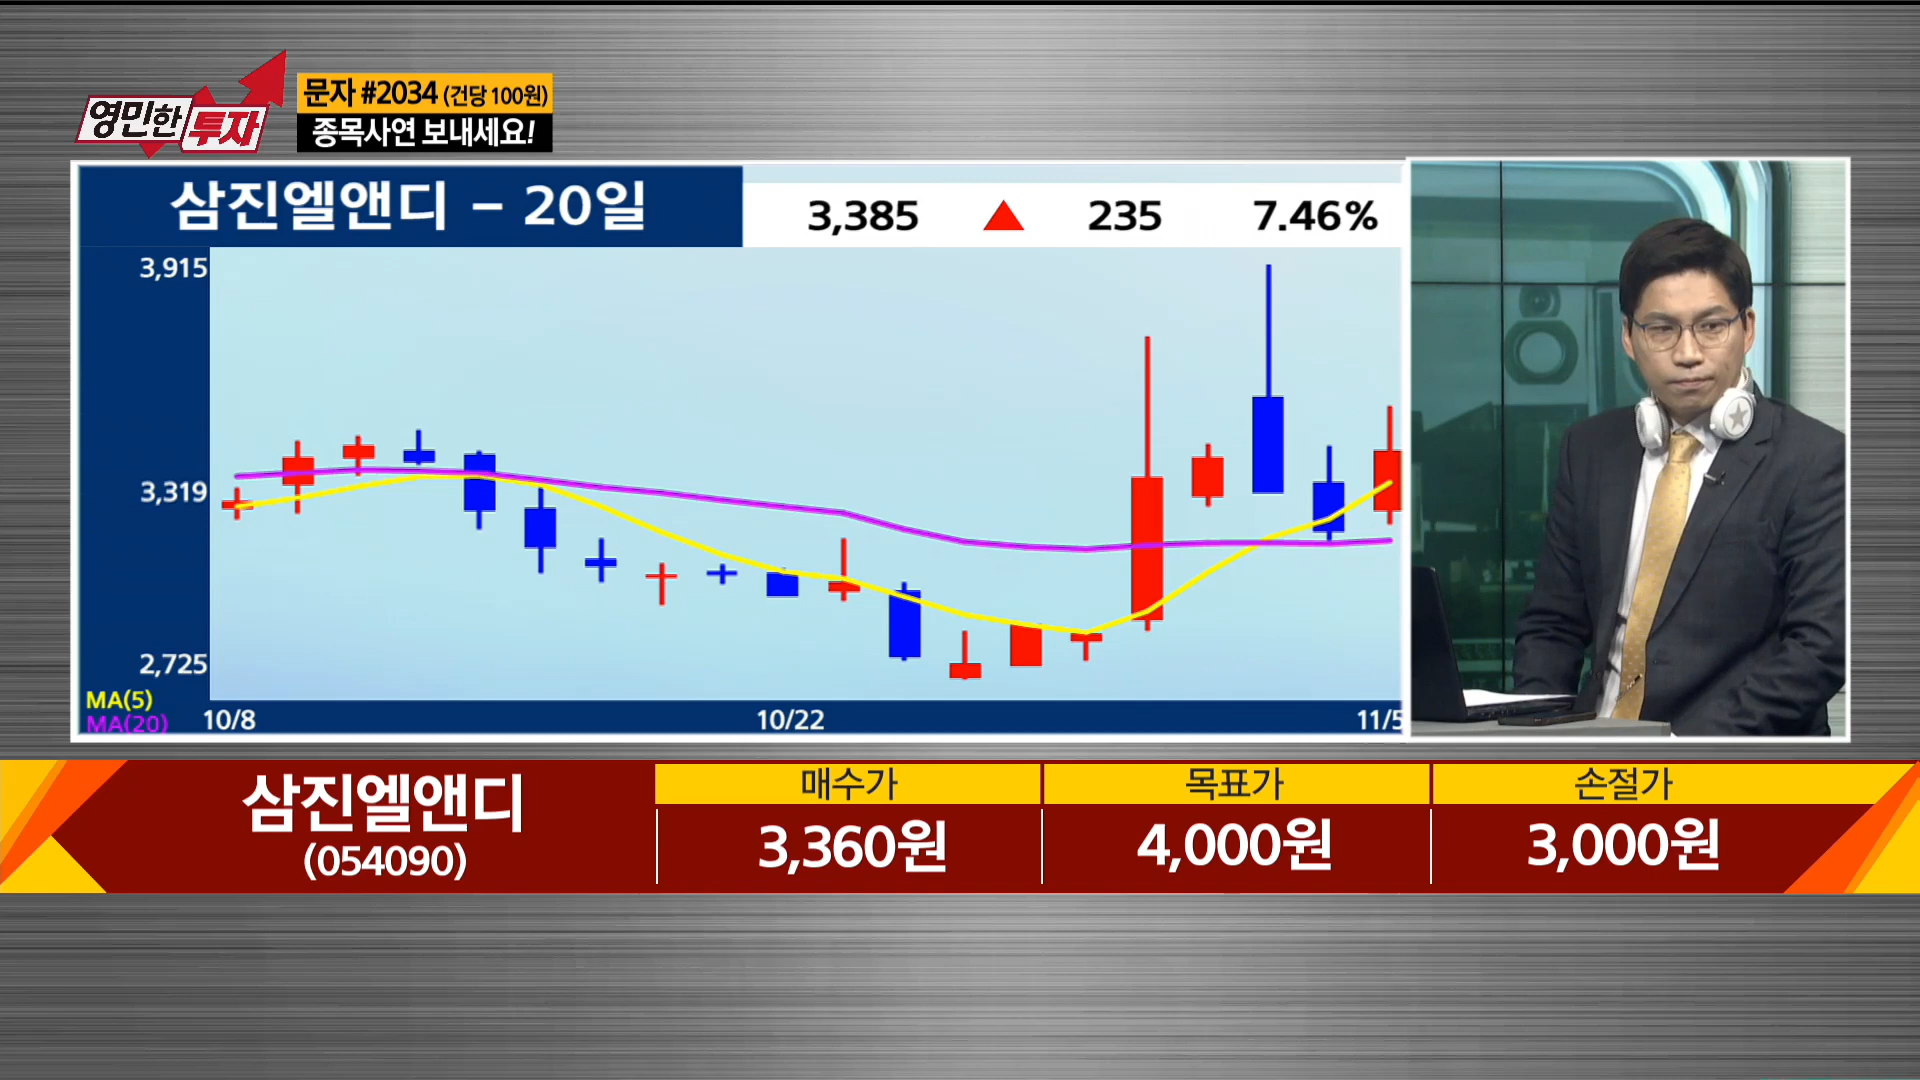 영민한 투자
문자 #2034 (건당 100원)
종목사연 보내세요!
삼진엘앤디 - 20일
3,385 ▲ 235 7.46%
3,915
3,319
2,725
MA(5)
MA(20)
10/8 10/22 11/5
삼진엘앤디
(054090)
매수가 목표가 손절가
3,360원 4,000원 3,000원